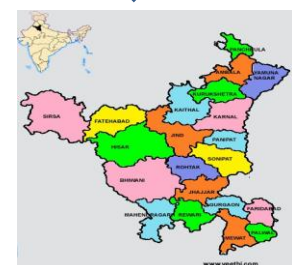 PANCHKULA
AMBALA
YAMUNA
NAGAR
KURUKSHETRA
KAITHAL
KARNAL
SIRSA
FATEHABAD
JIND
PANIPAT
HISAR
SONIPAT
ROHTAK
BHIWANI
JHAJJAR
GURGAON
FARIDABAD
MAHENDRAGARH
REWARI
PALWAL
MEWAT
www.veethi.com